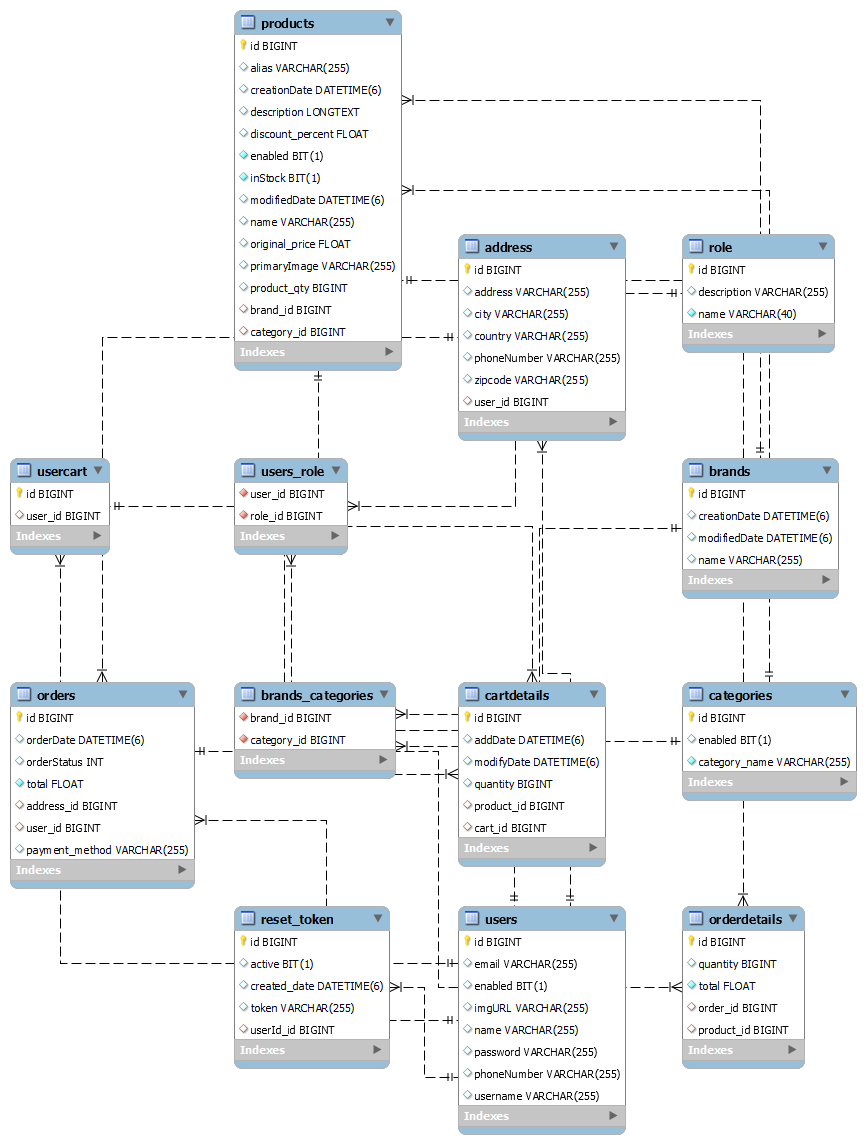 products
id BIGINT
alias VARCHAR(255)
creationDate DATETIME(6)
description LONGTEXT
discount_percent FLOAT
enabled BIT(1)
inStock BIT(1)
modifiedDate DATETIME(6)
name VARCHAR(255)
original_price FLOAT
primaryImage VARCHAR(255)
product_qty BIGINT
brand_id BIGINT
category_id BIGINT
Indexes
address
id BIGINT
address VARCHAR(255)
city VARCHAR(255)
country VARCHAR(255)
phoneNumber VARCHAR(255)
zipcode VARCHAR(255)
user_id BIGINT
Indexes
role
id BIGINT
description VARCHAR(255)
name VARCHAR(40)
Indexes
usercart
id BIGINT
user_id BIGINT
Indexes
users_role
user_id BIGINT
role_id BIGINT
Indexes
brands
id BIGINT
creationDate DATETIME(6)
modifiedDate DATETIME(6)
name VARCHAR(255)
Indexes
orders
id BIGINT
orderDate DATETIME(6)
orderStatus INT
total FLOAT
address_id BIGINT
user_id BIGINT
payment_method VARCHAR(255)
Indexes
brands_categories
brand_id BIGINT
category_id BIGINT
Indexes
cartdetails
id BIGINT
addDate DATETIME(6)
modifyDate DATETIME(6)
quantity BIGINT
product_id BIGINT
cart_id BIGINT
Indexes
categories
id BIGINT
enabled BIT(1)
category_name VARCHAR(255)
Indexes
reset_token
id BIGINT
active BIT(1)
created_date DATETIME(6)
token VARCHAR(255)
userId_id BIGINT
Indexes
users
id BIGINT
email VARCHAR(255)
enabled BIT(1)
imgURL VARCHAR(255)
name VARCHAR(255)
password VARCHAR(255)
phoneNumber VARCHAR(255)
username VARCHAR(255)
Indexes
orderdetails
id BIGINT
quantity BIGINT
total FLOAT
order_id BIGINT
product_id BIGINT
Indexes